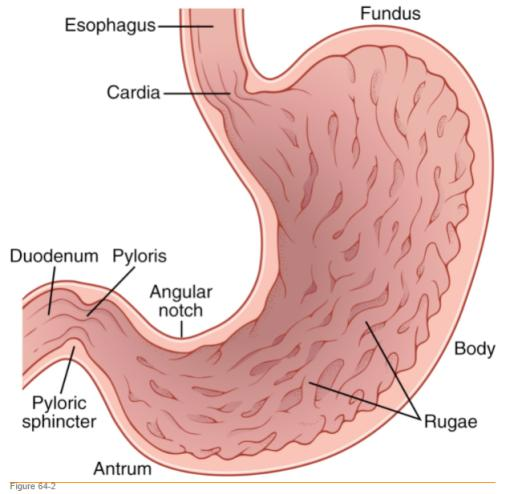 Fundus
Esophagus
Cardia
Duodenum
Pyloris
Angular
notch
Body
Pyloric
sphincter
Rugae
Antrum
Figure 64-2